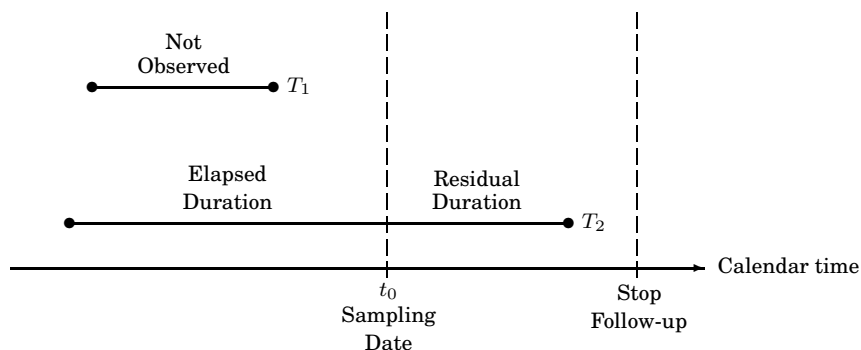 Not
Observed
T₁
Elapsed
Duration
Residual
Duration
T₂
Calendar time
t₀
Sampling
Date
Stop
Follow-up